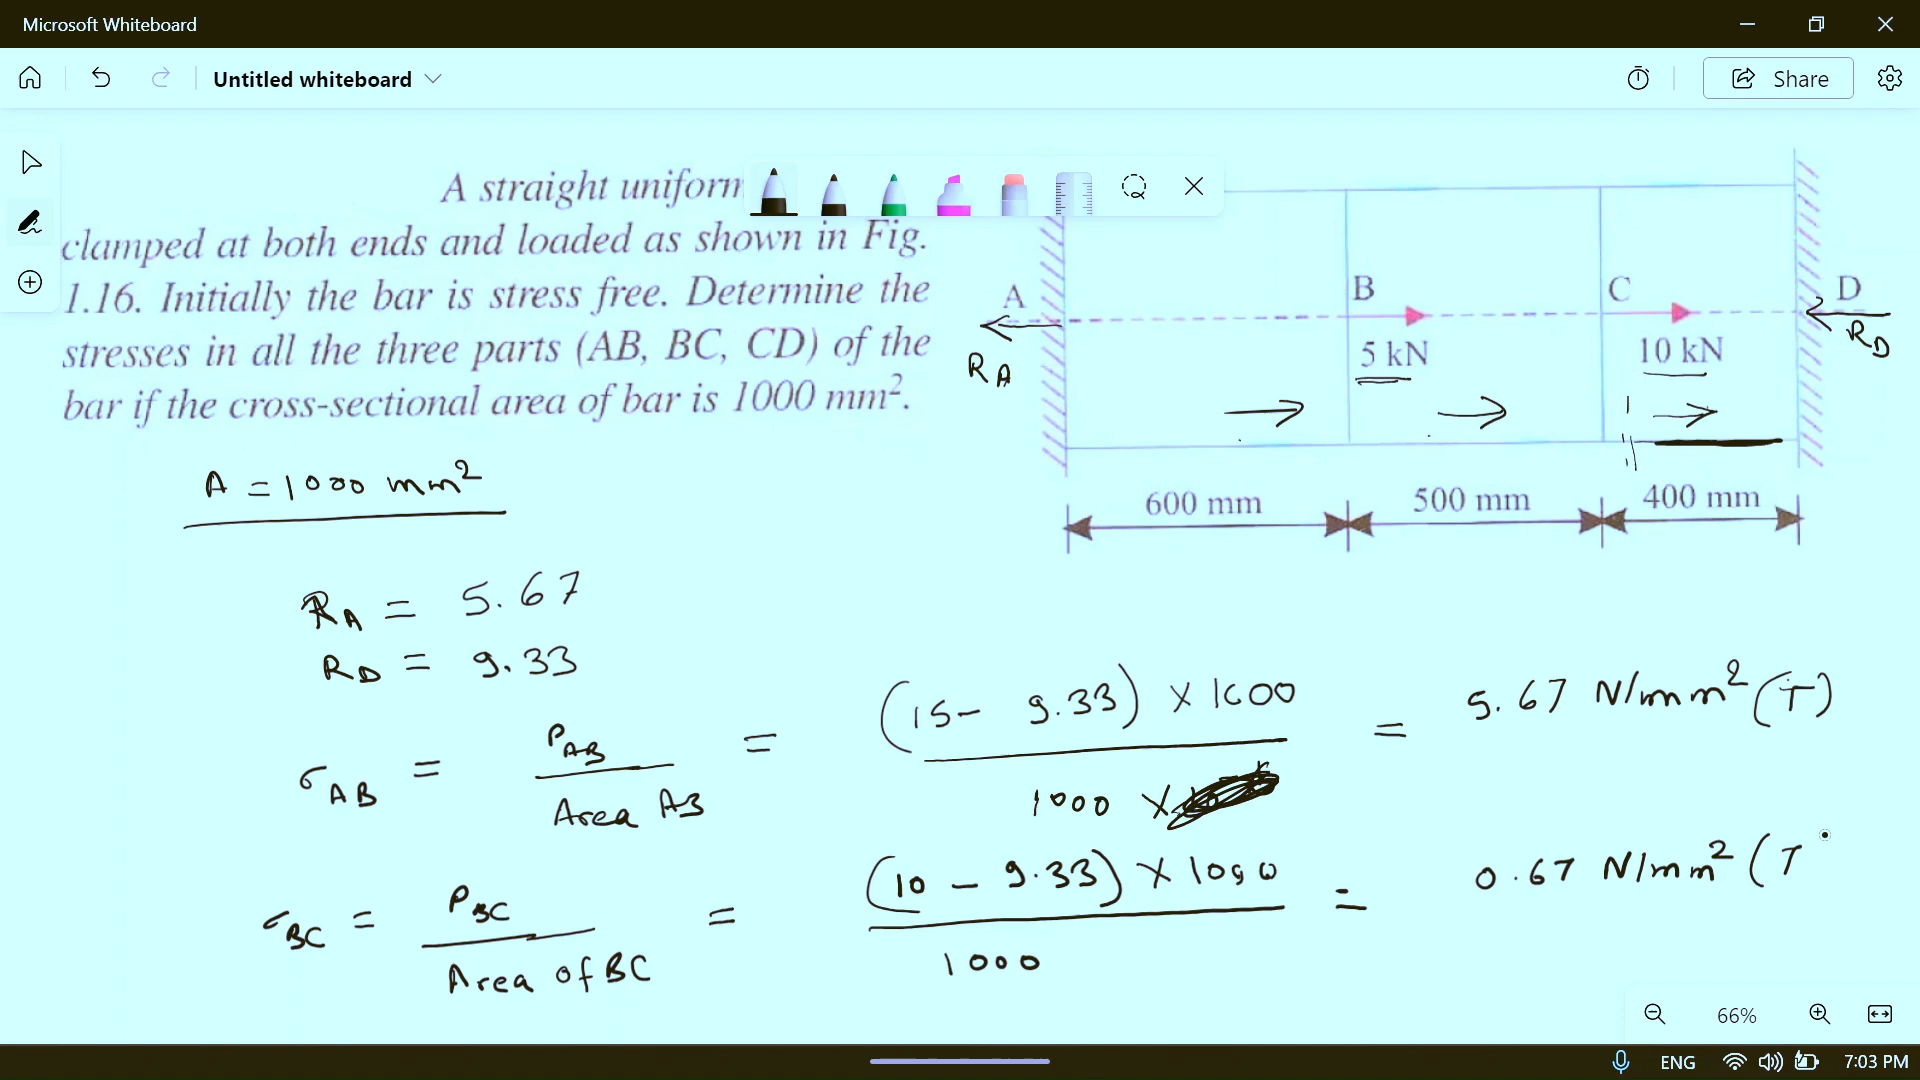 Microsoft Whiteboard
Untitled whiteboard
Share
A straight uniform
clamped at both ends and loaded as shown in Fig.
1.16. Initially the bar is stress free. Determine the
stresses in all the three parts (AB, BC, CD) of the
bar if the cross-sectional area of bar is 1000 mm².
A
B
C
D
R_A
5 kN
10 kN
R_D
600 mm
500 mm
400 mm
A = 1000 mm²
R_A = 5.67
R_D = 9.33
σ_AB = P_AB / Area AB = (15 - 9.33) × 1000 / 1000 × = 5.67 N/mm² (T)
σ_BC = P_BC / Area of BC = (10 - 9.33) × 1000 / 1000 = 0.67 N/mm² (T
66%
ENG
7:03 PM